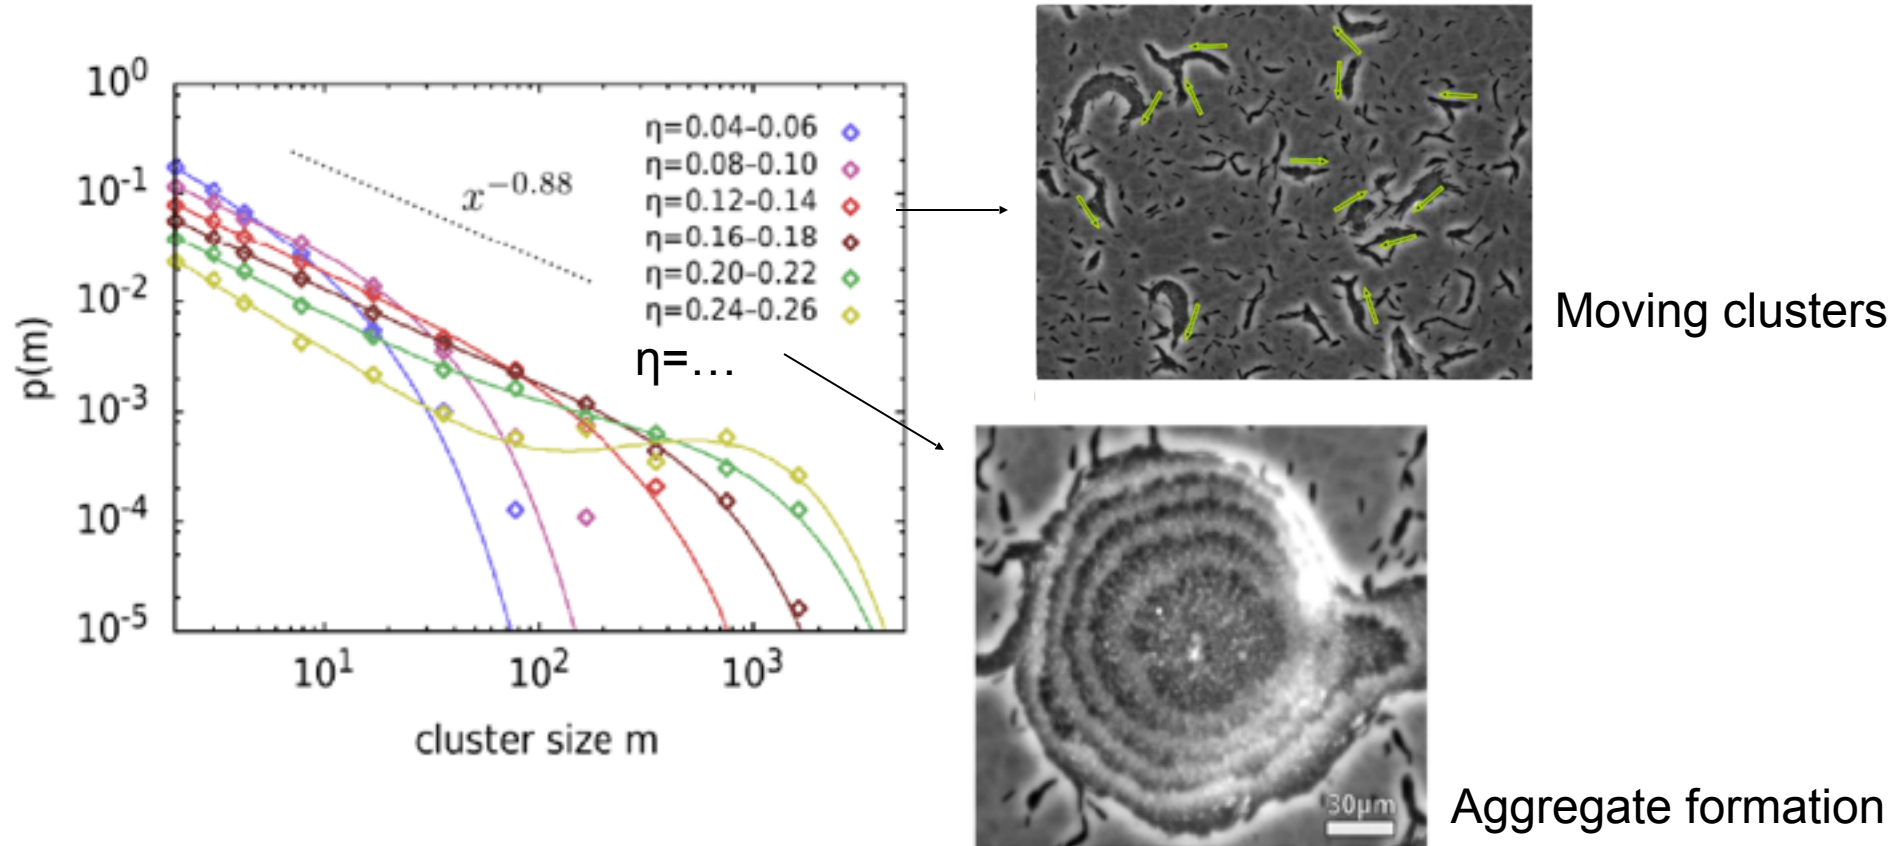 10^0
10^-1
10^-2
10^-3
10^-4
10^-5
p(m)
10^1
10^2
10^3
cluster size m
x^-0.88
η=0.04–0.06
η=0.08–0.10
η=0.12–0.14
η=0.16–0.18
η=0.20–0.22
η=0.24–0.26
η=...
Moving clusters
30μm
Aggregate formation